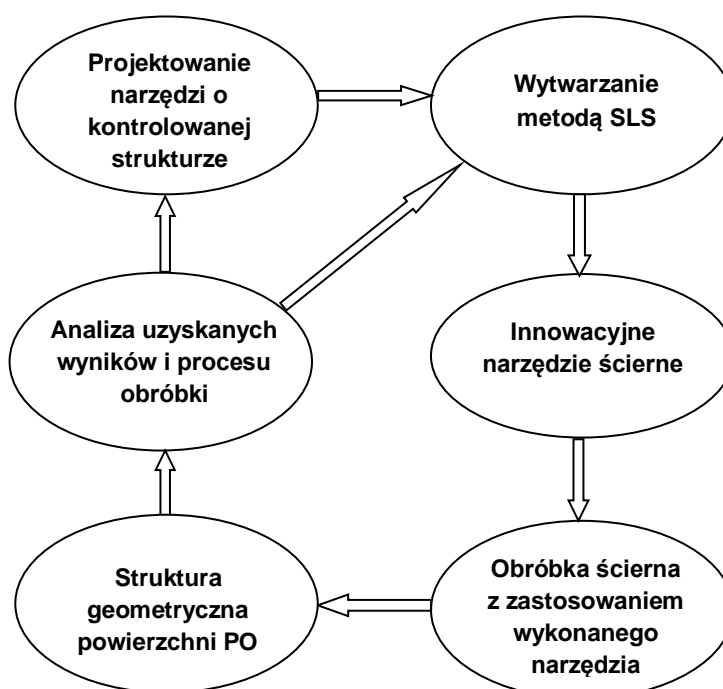 Projektowanie
narzędzi o
kontrolowanej
strukturze
Wytwarzanie
metodą SLS
Analiza uzyskanych
wyników i procesu
obróbki
Innowacyjne
narzędzie ścierne
Struktura
geometryczna
powierzchni PO
Obróbka ścierna
z zastosowaniem
wykonanego
narzędzia